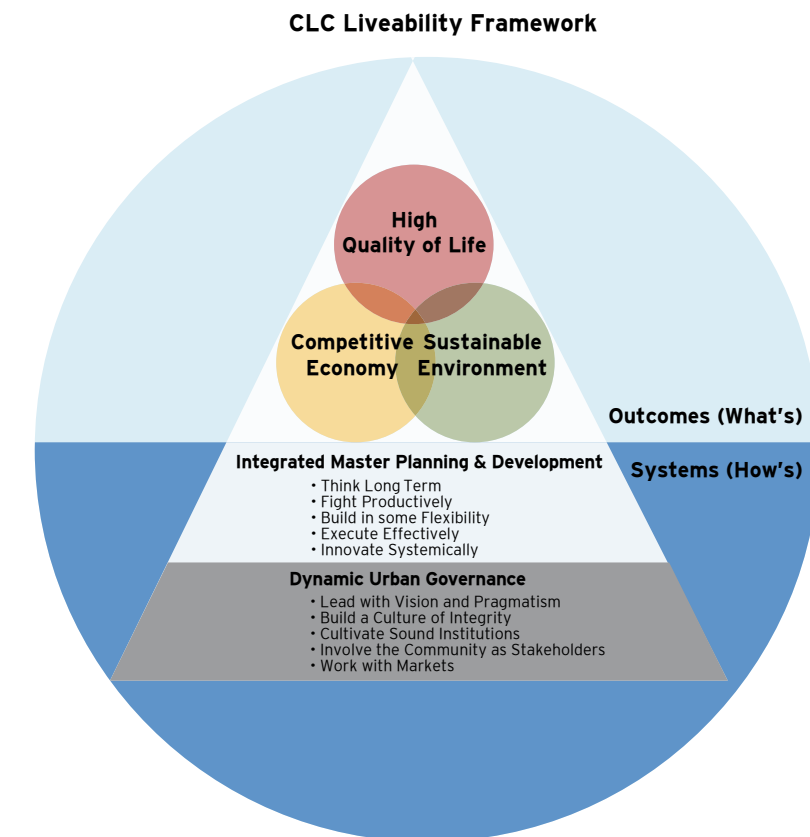 CLC Liveability Framework
High
Quality of Life
Competitive
Economy
Sustainable
Environment
Outcomes (What's)
Systems (How's)
Integrated Master Planning & Development
• Think Long Term
• Fight Productively
• Build in some Flexibility
• Execute Effectively
• Innovate Systemically
Dynamic Urban Governance
• Lead with Vision and Pragmatism
• Build a Culture of Integrity
• Cultivate Sound Institutions
• Involve the Community as Stakeholders
• Work with Markets